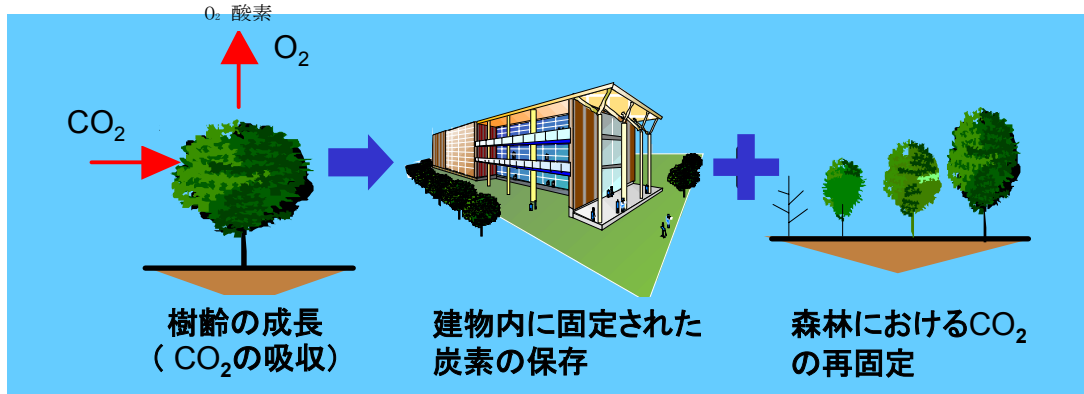 O₂ 酸素
O₂
CO₂
樹齢の成長
( CO₂の吸収)
建物内に固定された
炭素の保存
森林におけるCO₂
の再固定